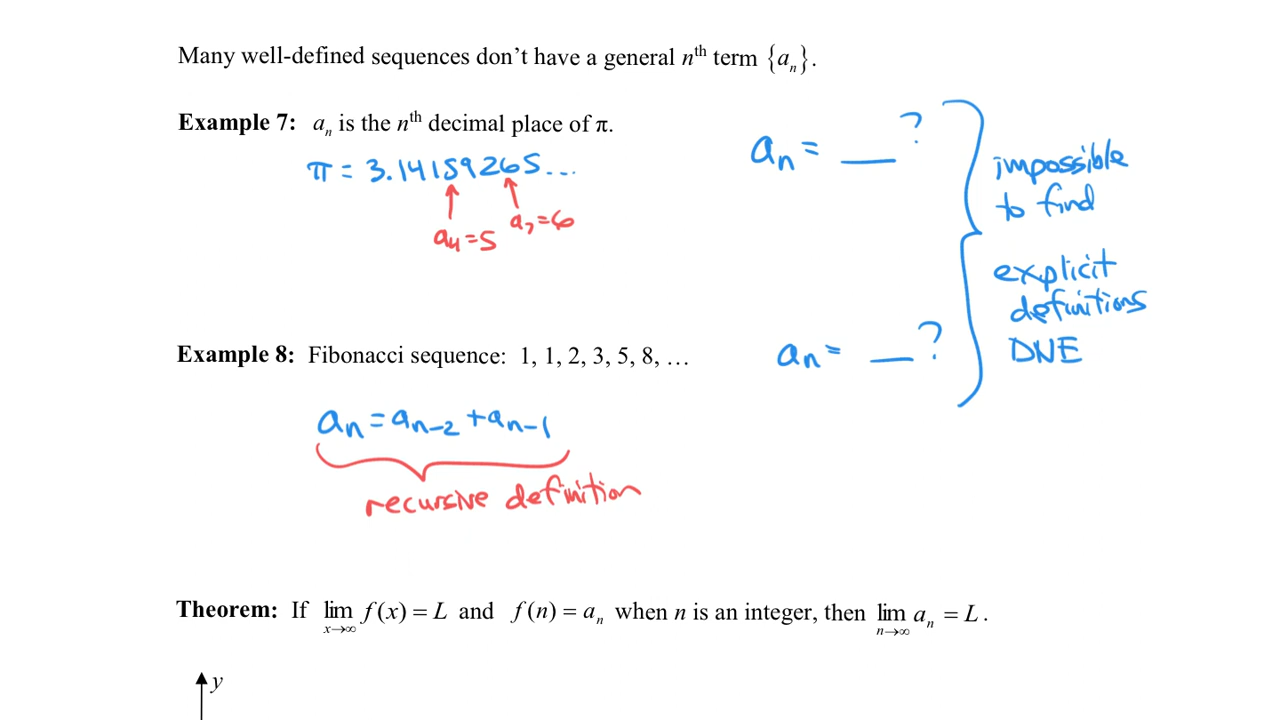 Many well-defined sequences don't have a general nᵗʰ term {aₙ}.
Example 7: aₙ is the nᵗʰ decimal place of π.
π = 3.14159265...
a₄=5 a₇=6
aₙ = __ ?
impossible
to find
explicit
definitions
DNE
Example 8: Fibonacci sequence: 1, 1, 2, 3, 5, 8, …
aₙ = __ ?
aₙ = aₙ₋₂ + aₙ₋₁
recursive definition
Theorem: If lim x→∞ f(x) = L and f(n) = aₙ when n is an integer, then lim n→∞ aₙ = L.
y